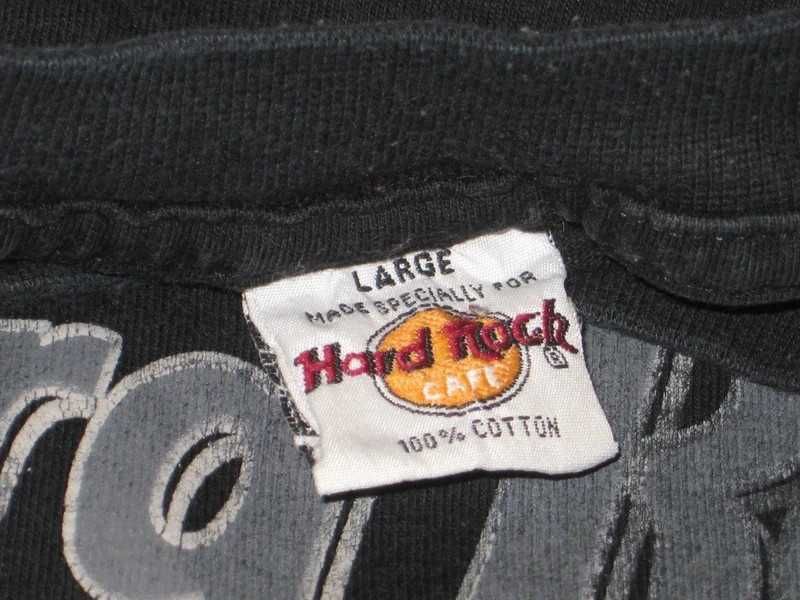 LARGE
MADE SPECIALLY FOR
Hard Rock
CAFE
®
100% COTTON